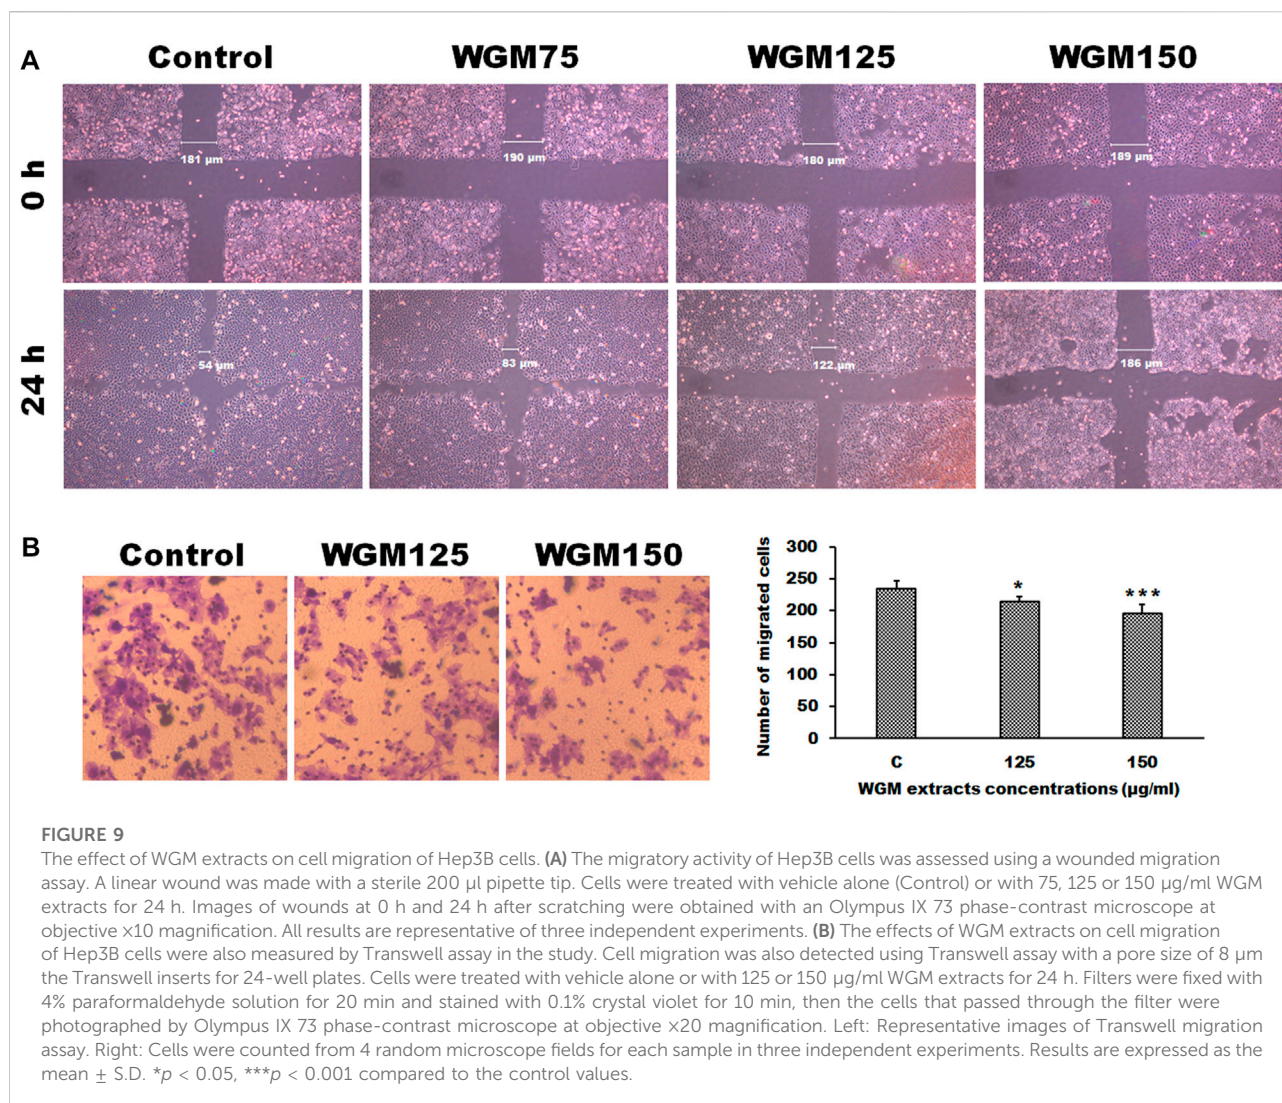 A
Control WGM75 WGM125 WGM150
0 h
181 µm 190 µm 180 µm 189 µm
24 h
54 µm 83 µm 122 µm 186 µm
B
Control WGM125 WGM150
Number of migrated cells
300
250
200
150
100
50
0
* ***
C 125 150
WGM extracts concentrations (µg/ml)
FIGURE 9
The effect of WGM extracts on cell migration of Hep3B cells. (A) The migratory activity of Hep3B cells was assessed using a wounded migration
assay. A linear wound was made with a sterile 200 µl pipette tip. Cells were treated with vehicle alone (Control) or with 75, 125 or 150 µg/ml WGM
extracts for 24 h. Images of wounds at 0 h and 24 h after scratching were obtained with an Olympus IX 73 phase-contrast microscope at
objective ×10 magnification. All results are representative of three independent experiments. (B) The effects of WGM extracts on cell migration
of Hep3B cells were also measured by Transwell assay in the study. Cell migration was also detected using Transwell assay with a pore size of 8 µm
the Transwell inserts for 24-well plates. Cells were treated with vehicle alone or with 125 or 150 µg/ml WGM extracts for 24 h. Filters were fixed with
4% paraformaldehyde solution for 20 min and stained with 0.1% crystal violet for 10 min, then the cells that passed through the filter were
photographed by Olympus IX 73 phase-contrast microscope at objective ×20 magnification. Left: Representative images of Transwell migration
assay. Right: Cells were counted from 4 random microscope fields for each sample in three independent experiments. Results are expressed as the
mean ± S.D. *p < 0.05, ***p < 0.001 compared to the control values.